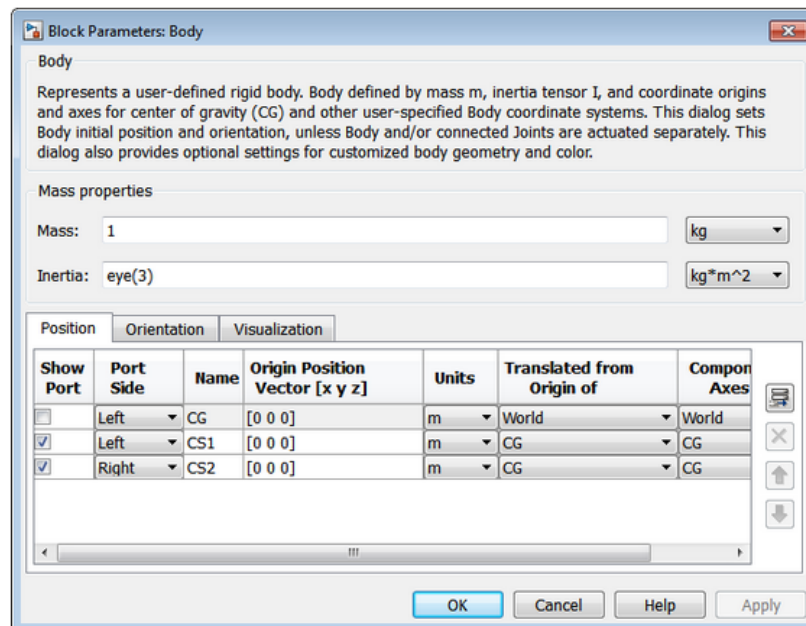 Block Parameters: Body
Body
Represents a user-defined rigid body. Body defined by mass m, inertia tensor I, and coordinate origins
and axes for center of gravity (CG) and other user-specified Body coordinate systems. This dialog sets
Body initial position and orientation, unless Body and/or connected Joints are actuated separately. This
dialog also provides optional settings for customized body geometry and color.
Mass properties
Mass: 1 kg
Inertia: eye(3) kg*m^2
Position Orientation Visualization
Show Port Port Side Name Origin Position Vector [x y z] Units Translated from Origin of Compon Axes
Left CG [0 0 0] m World World
Left CS1 [0 0 0] m CG CG
Right CS2 [0 0 0] m CG CG
OK Cancel Help Apply